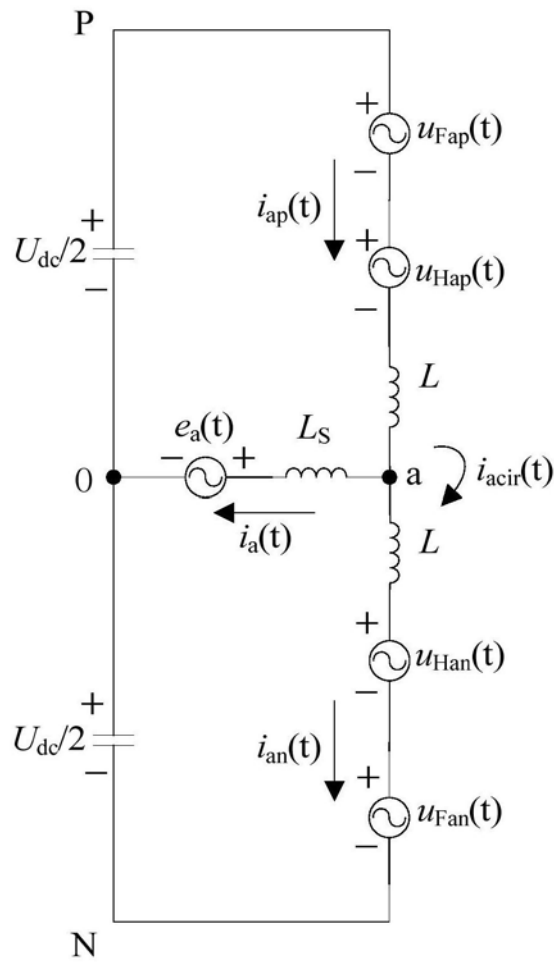 P
+
u_Fap(t)
−
i_ap(t)
+
U_dc/2
−
+
u_Hap(t)
−
L
e_a(t)
L_S
− +
0
a
i_acir(t)
i_a(t)
L
+
u_Han(t)
−
+
U_dc/2
−
i_an(t)
+
u_Fan(t)
−
N